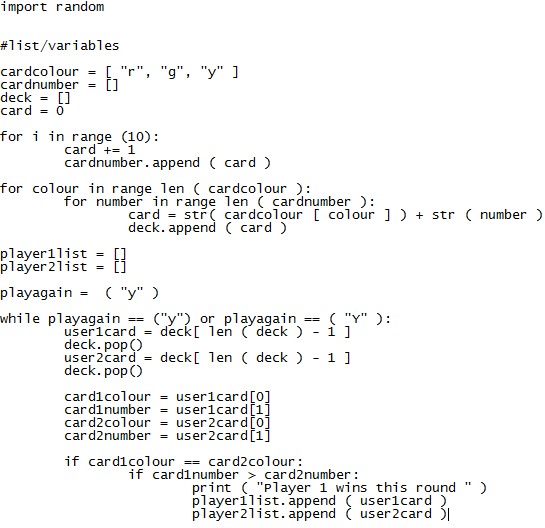 import random
#list/variables
cardcolour = [ "r", "g", "y" ]
cardnumber = []
deck = []
card = 0
for i in range (10):
card += 1
cardnumber.append ( card )
for colour in range len ( cardcolour ):
for number in range len ( cardnumber ):
card = str( cardcolour [ colour ] ) + str ( number )
deck.append ( card )
player1list = []
player2list = []
playagain =  ( "y" )
while playagain == ("y") or playagain == ( "Y" ):
user1card = deck[ len ( deck ) - 1 ]
deck.pop()
user2card = deck[ len ( deck ) - 1 ]
deck.pop()
card1colour = user1card[0]
card1number = user1card[1]
card2colour = user2card[0]
card2number = user2card[1]
if card1colour == card2colour:
if card1number > card2number:
print ( "Player 1 wins this round " )
player1list.append ( user1card )
player2list.append ( user2card )